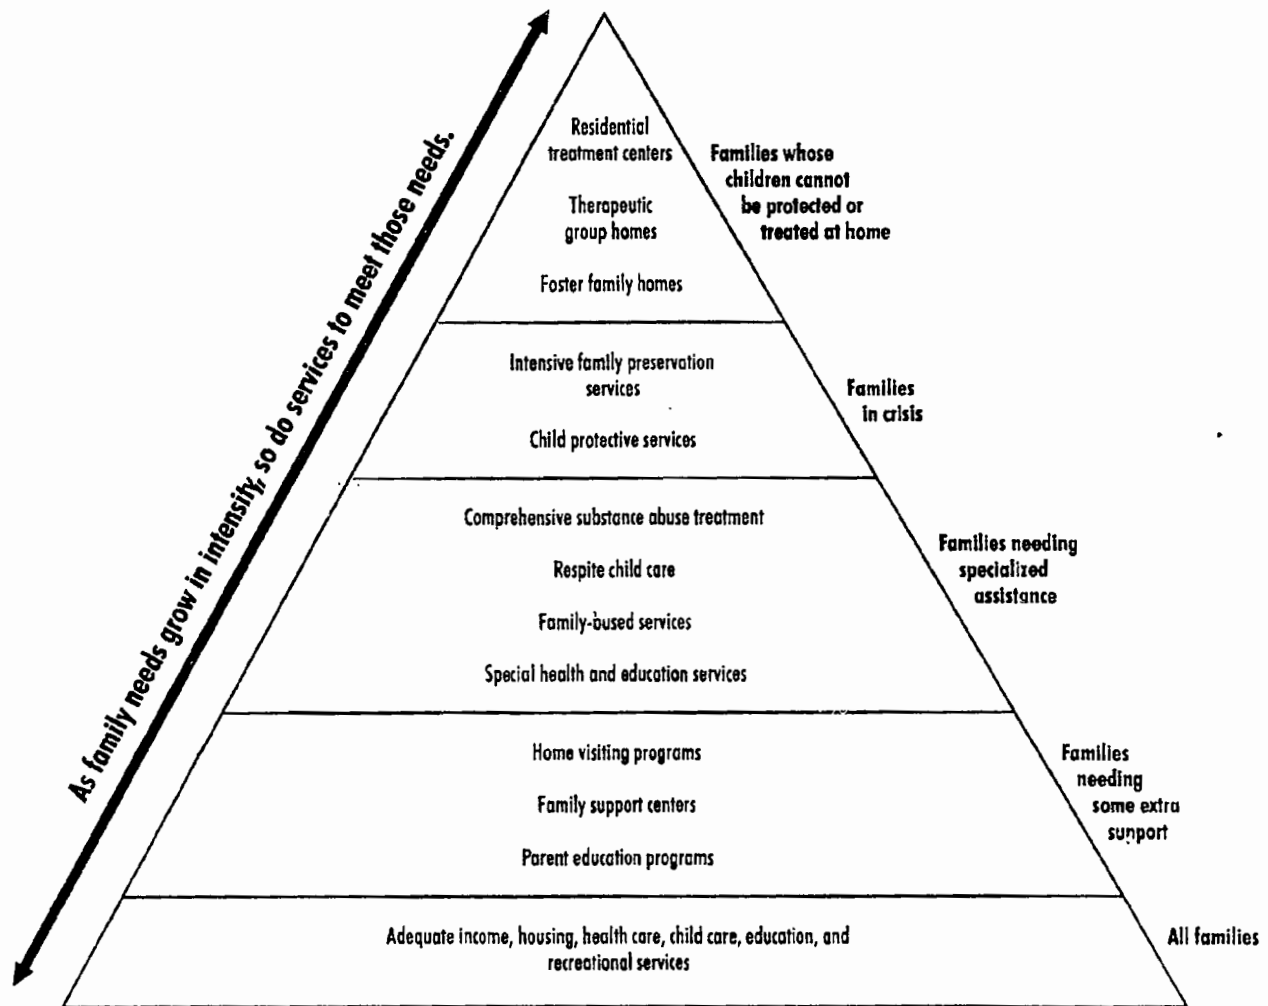 As family needs grow in intensity, so do services to meet those needs.
Residential
treatment centers
Therapeutic
group homes
Foster family homes
Families whose
children cannot
be protected or
treated at home
Intensive family preservation
services
Child protective services
Families
in crisis
Comprehensive substance abuse treatment
Respite child care
Family-based services
Special health and education services
Families needing
specialized
assistance
Home visiting programs
Family support centers
Parent education programs
Families
needing
some extra
support
Adequate income, housing, health care, child care, education, and
recreational services
All families